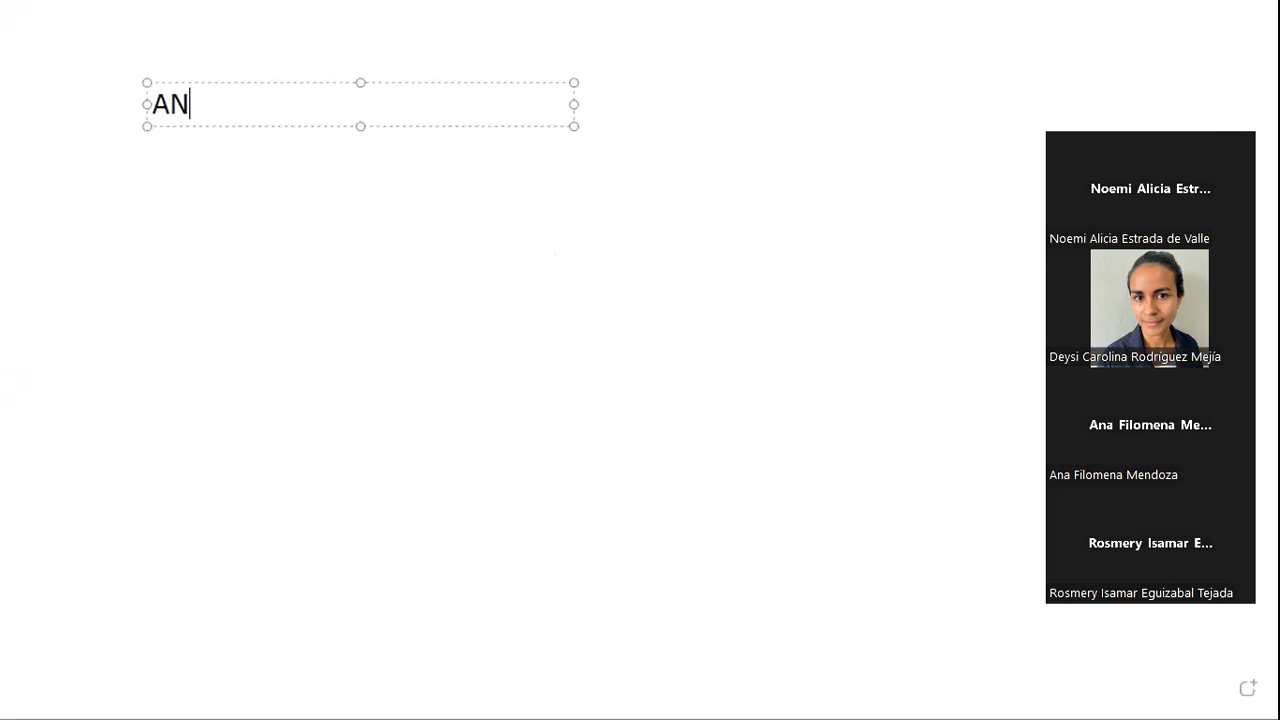 AN
Noemi Alicia Estr...
Noemi Alicia Estrada de Valle
Deysi Carolina Rodríguez Mejía
Ana Filomena Me...
Ana Filomena Mendoza
Rosmery Isamar E...
Rosmery Isamar Eguizabal Tejada